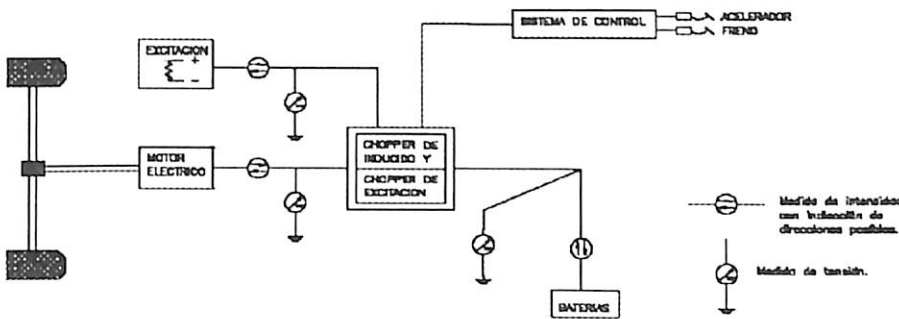 SISTEMA DE CONTROL
ACELERADOR
FRENO
EXCITACION
+
-
MOTOR
ELECTRICO
CHOPPER DE
INDUCIDO Y
CHOPPER DE
EXCITACION
BATERIAS
Medida de intensidad
con indicación de
direcciones posibles.
Medida de tensión.